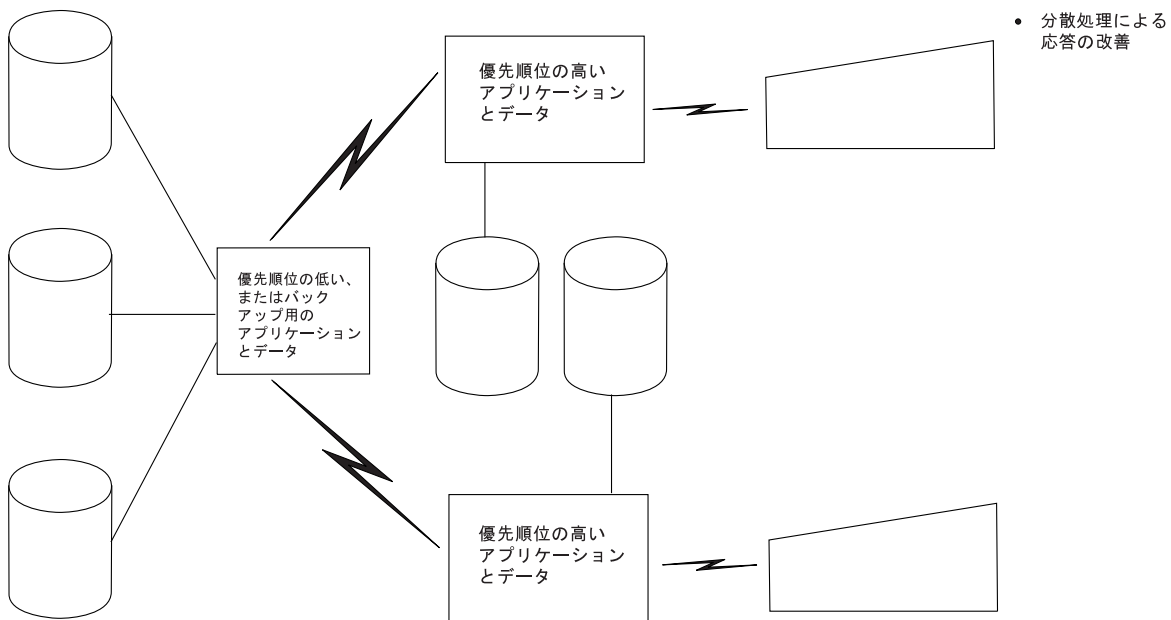 • 分散処理による
応答の改善
優先順位の高い
アプリケーション
とデータ
優先順位の低い、
またはバック
アップ用の
アプリケーション
とデータ
優先順位の高い
アプリケーション
とデータ